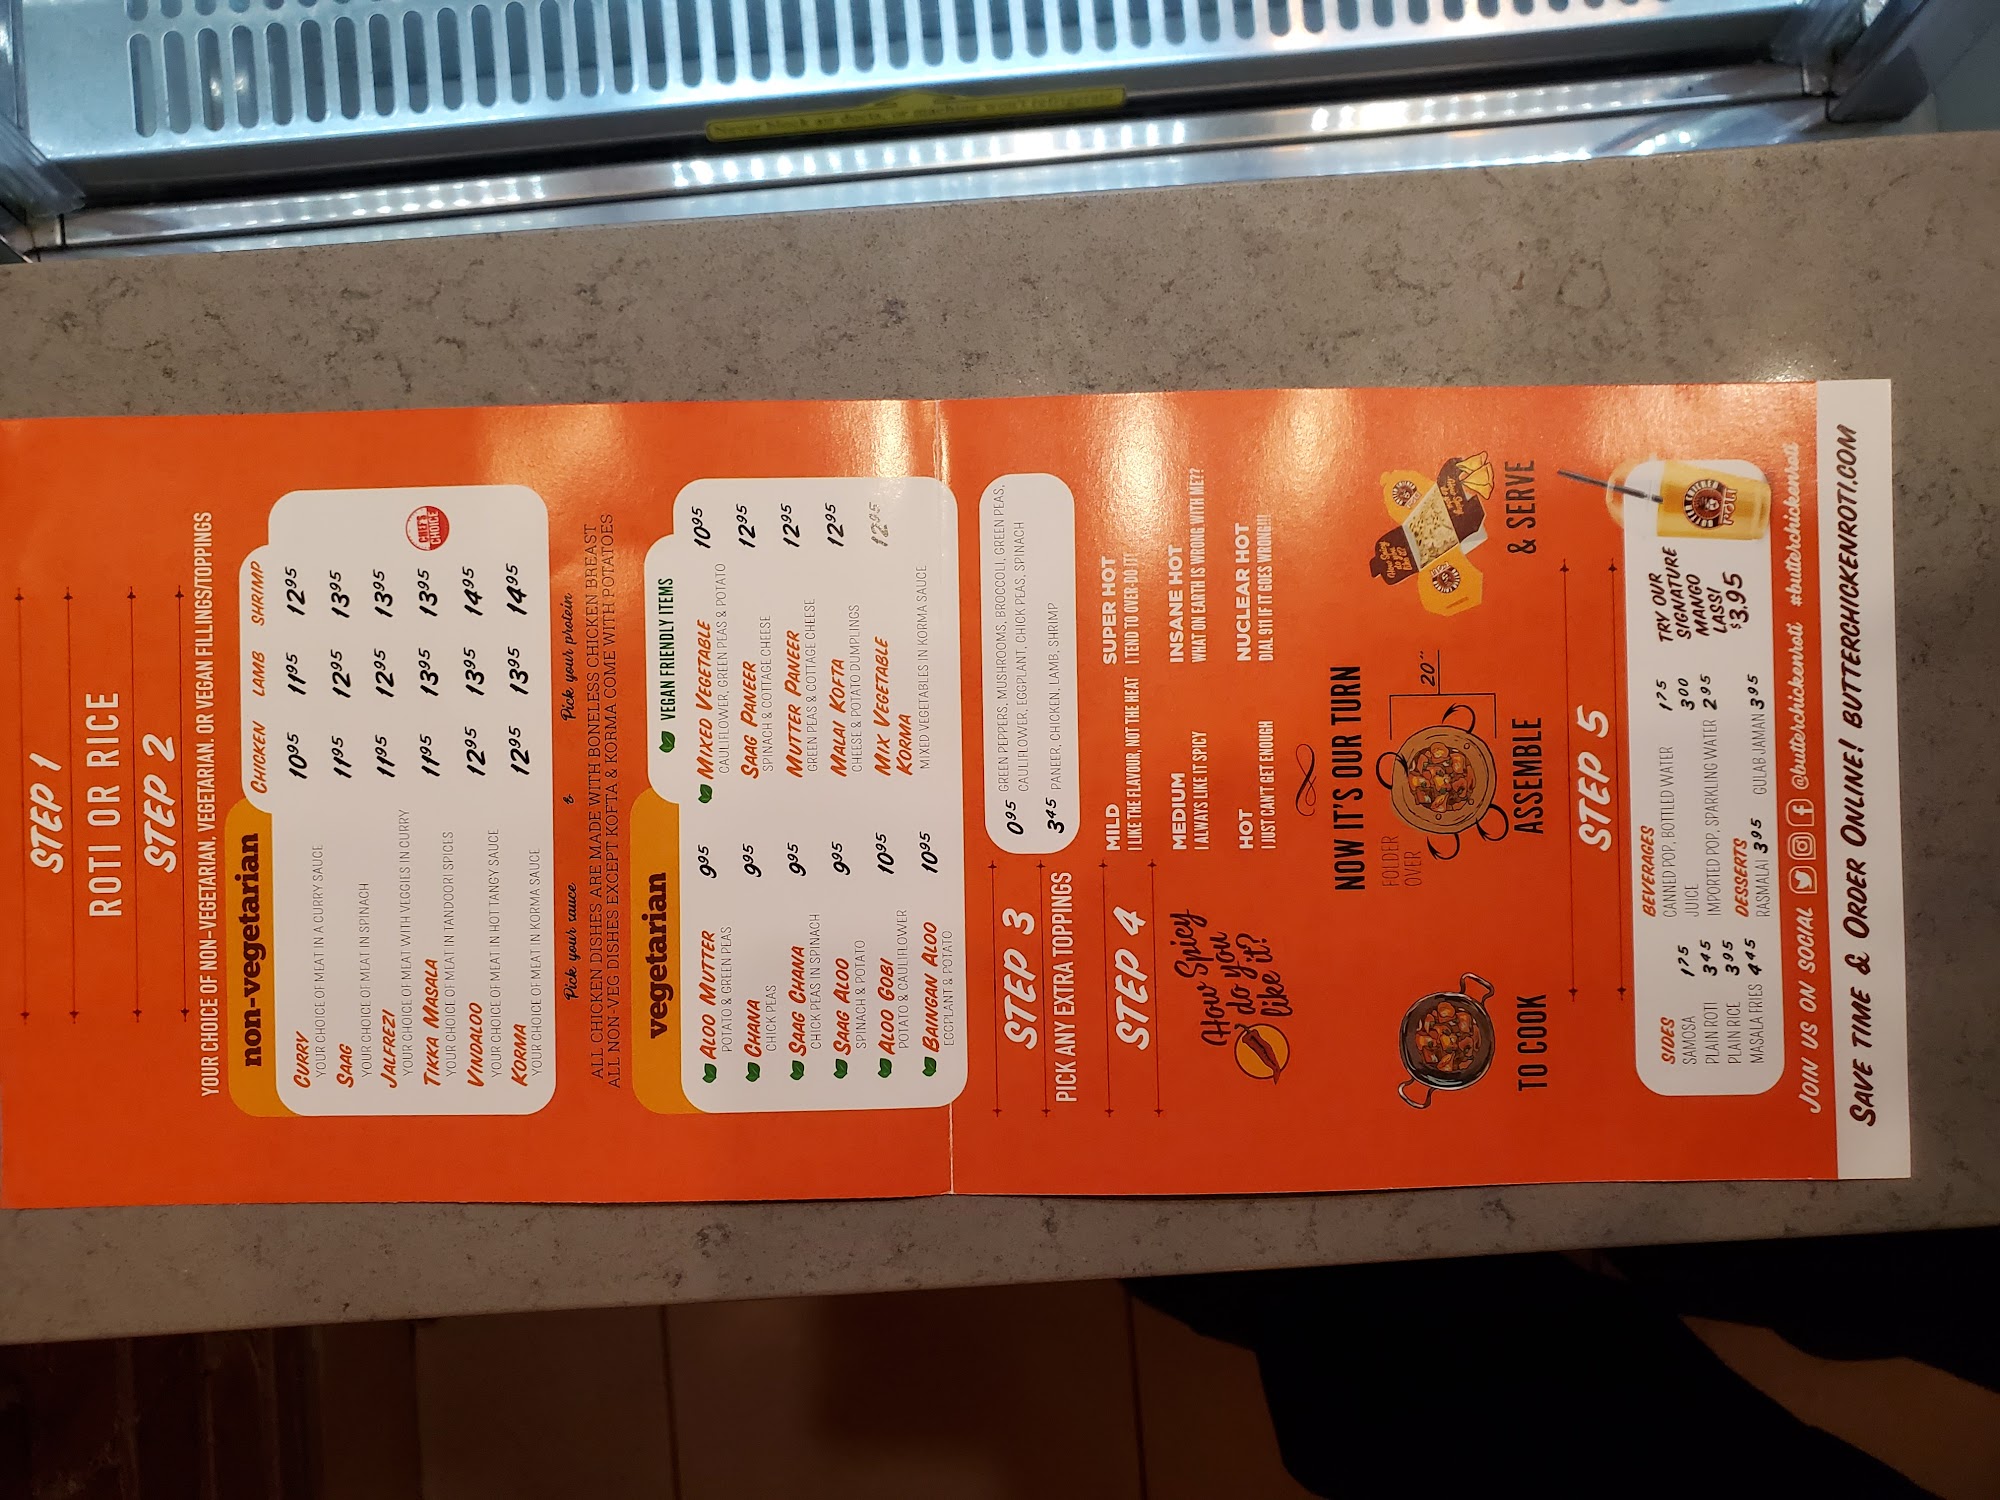 Never block air ducts, or machine won't refrigerate
STEP 1
ROTI OR RICE
STEP 2
YOUR CHOICE OF NON-VEGETARIAN, VEGETARIAN, OR VEGAN FILLINGS/TOPPINGS
non-vegetarian CHICKEN LAMB SHRIMP
CURRY 10.95 11.95 12.95
YOUR CHOICE OF MEAT IN A CURRY SAUCE
SAAG 11.95 12.95 13.95
YOUR CHOICE OF MEAT IN SPINACH
JALFREZI 11.95 12.95 13.95
YOUR CHOICE OF MEAT WITH VEGGIES IN CURRY
TIKKA MASALA 11.95 13.95 13.95 CHEF'S CHOICE
YOUR CHOICE OF MEAT IN TANDOORI SPICES
VINDALOO 12.95 13.95 14.95
YOUR CHOICE OF MEAT IN HOT TANGY SAUCE
KORMA 12.95 13.95 14.95
YOUR CHOICE OF MEAT IN KORMA SAUCE
Pick your sauce & Pick your protein
ALL CHICKEN DISHES ARE MADE WITH BONELESS CHICKEN BREAST
ALL NON-VEG DISHES EXCEPT KOFTA & KORMA COME WITH POTATOES
vegetarian
VEGAN FRIENDLY ITEMS
ALOO MUTTER 9.95
POTATO & GREEN PEAS
CHANA 9.95
CHICK PEAS
SAAG CHANA 9.95
CHICK PEAS IN SPINACH
SAAG ALOO 9.95
SPINACH & POTATO
ALOO GOBI 10.95
POTATO & CAULIFLOWER
BAINGAN ALOO 10.95
EGGPLANT & POTATO
MIXED VEGETABLE 10.95
CAULIFLOWER, GREEN PEAS & POTATO
SAAG PANEER 12.95
SPINACH & COTTAGE CHEESE
MUTTER PANEER 12.95
GREEN PEAS & COTTAGE CHEESE
MALAI KOFTA 12.95
CHEESE & POTATO DUMPLINGS
MIX VEGETABLE 12.95
KORMA
MIXED VEGETABLES IN KORMA SAUCE
STEP 3
PICK ANY EXTRA TOPPINGS
0.95 GREEN PEPPERS, MUSHROOMS, BROCCOLI, GREEN PEAS,
CAULIFLOWER, EGGPLANT, CHICK PEAS, SPINACH
3.45 PANEER, CHICKEN, LAMB, SHRIMP
STEP 4
How Spicy
do you
like it?
MILD
I LIKE THE FLAVOUR, NOT THE HEAT
MEDIUM
I ALWAYS LIKE IT SPICY
HOT
I JUST CAN'T GET ENOUGH
SUPER HOT
I TEND TO OVER-DO IT
INSANE HOT
WHAT ON EARTH IS WRONG WITH ME??
NUCLEAR HOT
DIAL 911 IF IT GOES WRONG!!!
NOW IT'S OUR TURN
FOLDER
OVER
20"
TO COOK
ASSEMBLE
& SERVE
STEP 5
SIDES
SAMOSA 1.75
PLAIN ROTI 3.45
PLAIN RICE 3.95
MASALA FRIES 4.45
BEVERAGES
CANNED POP, BOTTLED WATER 1.75
JUICE 3.00
IMPORTED POP, SPARKLING WATER 2.95
DESSERTS
RASMALAI 3.95 GULAB JAMAN 3.95
TRY OUR
SIGNATURE
MANGO
LASSI
$3.95
ROTI
JOIN US ON SOCIAL @butterchickenroti #butterchickenroti
SAVE TIME & ORDER ONLINE! BUTTERCHICKENROTI.COM